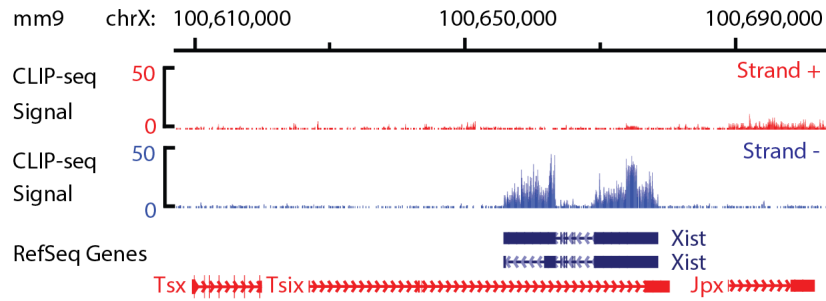 mm9 chrX: 100,610,000 100,650,000 100,690,000
CLIP-seq 50 Strand +
Signal
0
CLIP-seq 50 Strand -
Signal
0
Xist
RefSeq Genes Xist
Tsx Tsix Jpx